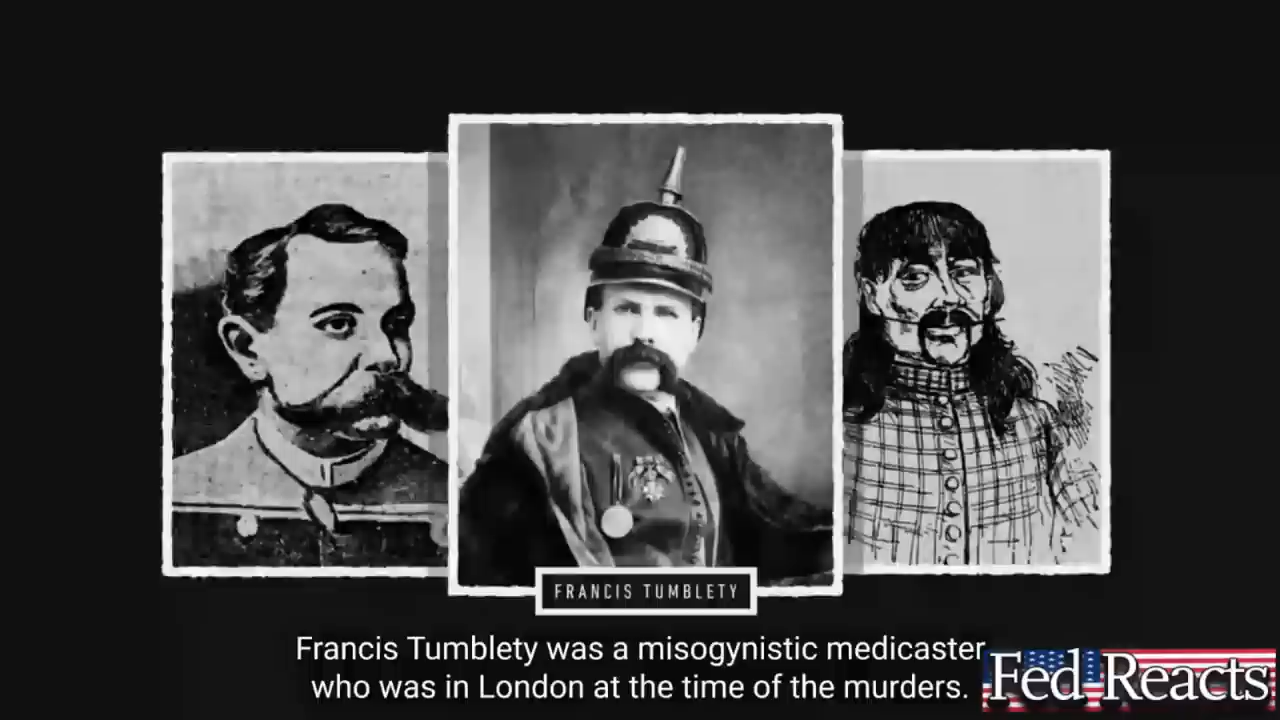 FRANCIS TUMBLETY
Francis Tumblety was a misogynistic medicaster
who was in London at the time of the murders.
Fed Reacts